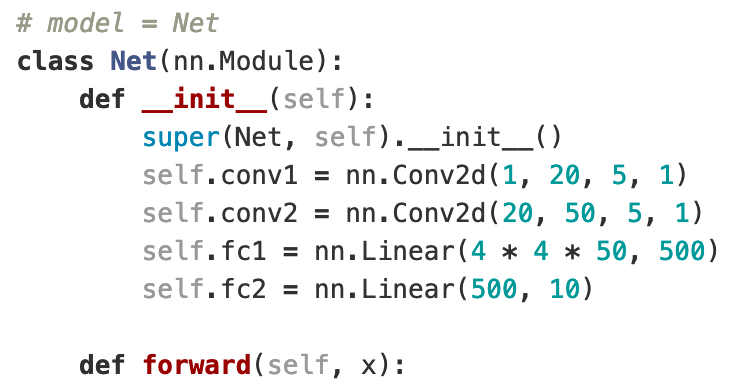 # model = Net
class Net(nn.Module):
    def __init__(self):
        super(Net, self).__init__()
        self.conv1 = nn.Conv2d(1, 20, 5, 1)
        self.conv2 = nn.Conv2d(20, 50, 5, 1)
        self.fc1 = nn.Linear(4 * 4 * 50, 500)
        self.fc2 = nn.Linear(500, 10)

    def forward(self, x):